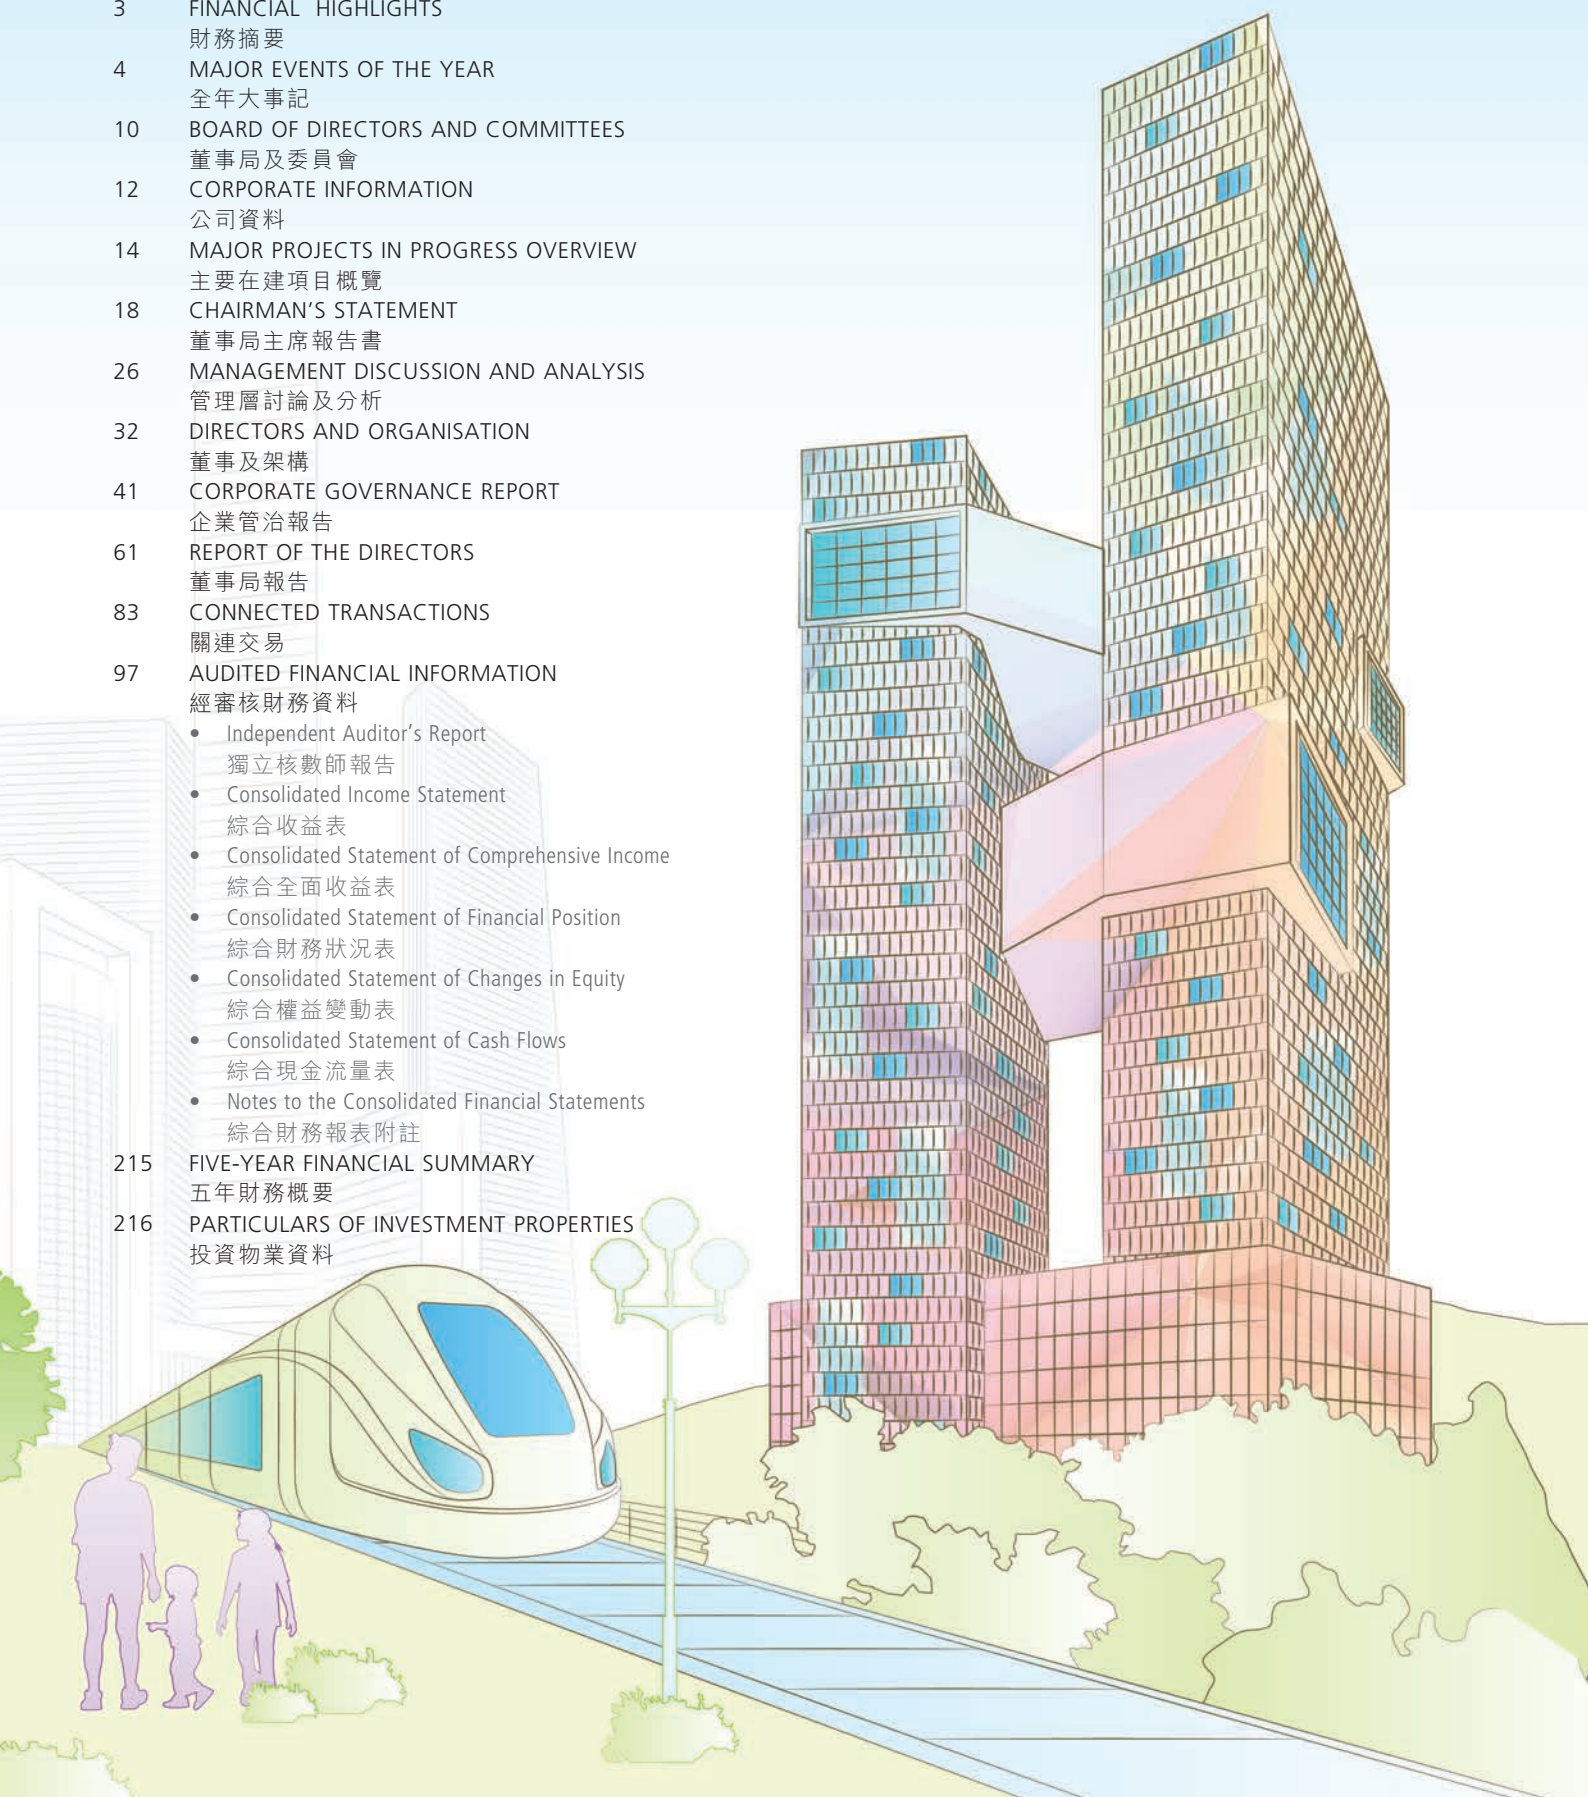 3 FINANCIAL HIGHLIGHTS
財務摘要
4 MAJOR EVENTS OF THE YEAR
全年大事記
10 BOARD OF DIRECTORS AND COMMITTEES
董事局及委員會
12 CORPORATE INFORMATION
公司資料
14 MAJOR PROJECTS IN PROGRESS OVERVIEW
主要在建項目概覽
18 CHAIRMAN’S STATEMENT
董事局主席報告書
26 MANAGEMENT DISCUSSION AND ANALYSIS
管理層討論及分析
32 DIRECTORS AND ORGANISATION
董事及架構
41 CORPORATE GOVERNANCE REPORT
企業管治報告
61 REPORT OF THE DIRECTORS
董事局報告
83 CONNECTED TRANSACTIONS
關連交易
97 AUDITED FINANCIAL INFORMATION
經審核財務資料
• Independent Auditor’s Report
獨立核數師報告
• Consolidated Income Statement
綜合收益表
• Consolidated Statement of Comprehensive Income
綜合全面收益表
• Consolidated Statement of Financial Position
綜合財務狀況表
• Consolidated Statement of Changes in Equity
綜合權益變動表
• Consolidated Statement of Cash Flows
綜合現金流量表
• Notes to the Consolidated Financial Statements
綜合財務報表附註
215 FIVE-YEAR FINANCIAL SUMMARY
五年財務概要
216 PARTICULARS OF INVESTMENT PROPERTIES
投資物業資料